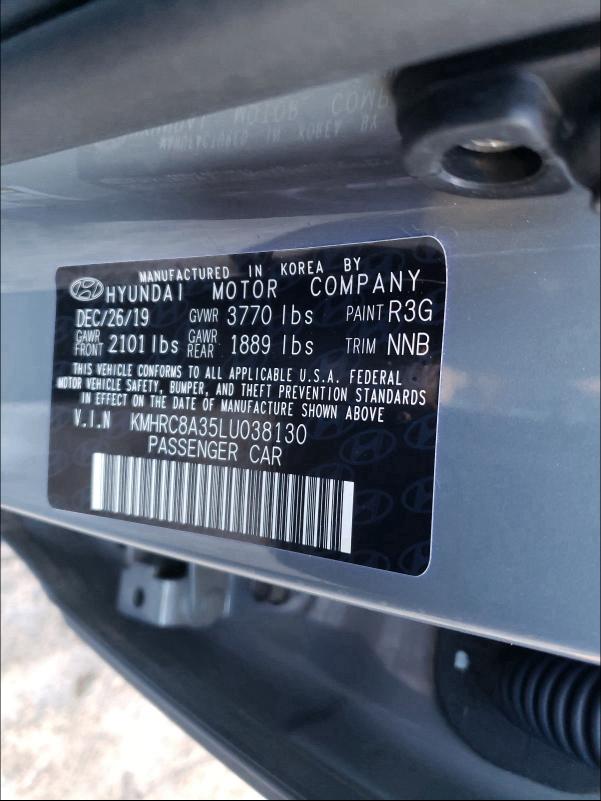 MANUFACTURED IN KOREA BY
HYUNDAI MOTOR COMPANY
DEC/26/19 GVWR 3770 lbs PAINT R3G
GAWR FRONT 2101 lbs GAWR REAR 1889 lbs TRIM NNB
THIS VEHICLE CONFORMS TO ALL APPLICABLE U.S.A. FEDERAL
MOTOR VEHICLE SAFETY, BUMPER, AND THEFT PREVENTION STANDARDS
IN EFFECT ON THE DATE OF MANUFACTURE SHOWN ABOVE
V.I.N KMHRC8A35LU038130
PASSENGER CAR